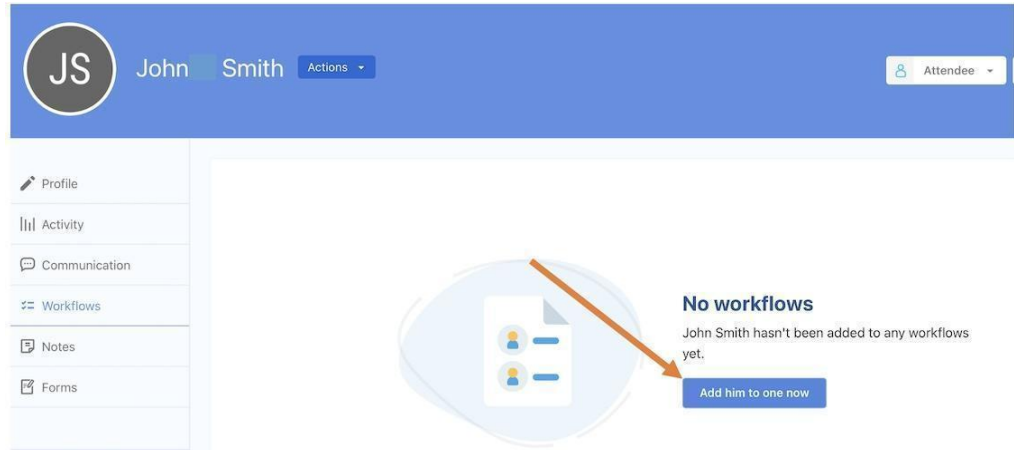 JS
John Smith
Actions
Attendee
Profile
Activity
Communication
Workflows
Notes
Forms
No workflows
John Smith hasn't been added to any workflows
yet.
Add him to one now